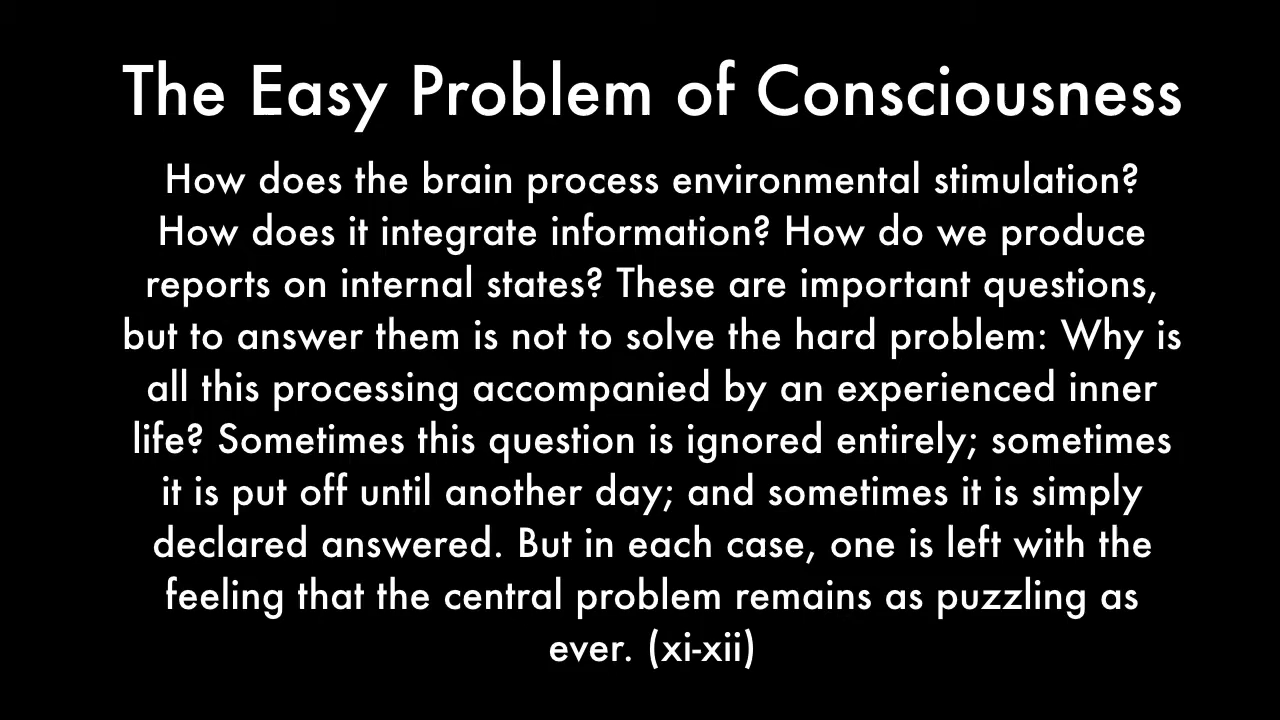 The Easy Problem of Consciousness
How does the brain process environmental stimulation?
How does it integrate information? How do we produce
reports on internal states? These are important questions,
but to answer them is not to solve the hard problem: Why is
all this processing accompanied by an experienced inner
life? Sometimes this question is ignored entirely; sometimes
it is put off until another day; and sometimes it is simply
declared answered. But in each case, one is left with the
feeling that the central problem remains as puzzling as
ever. (xi-xii)